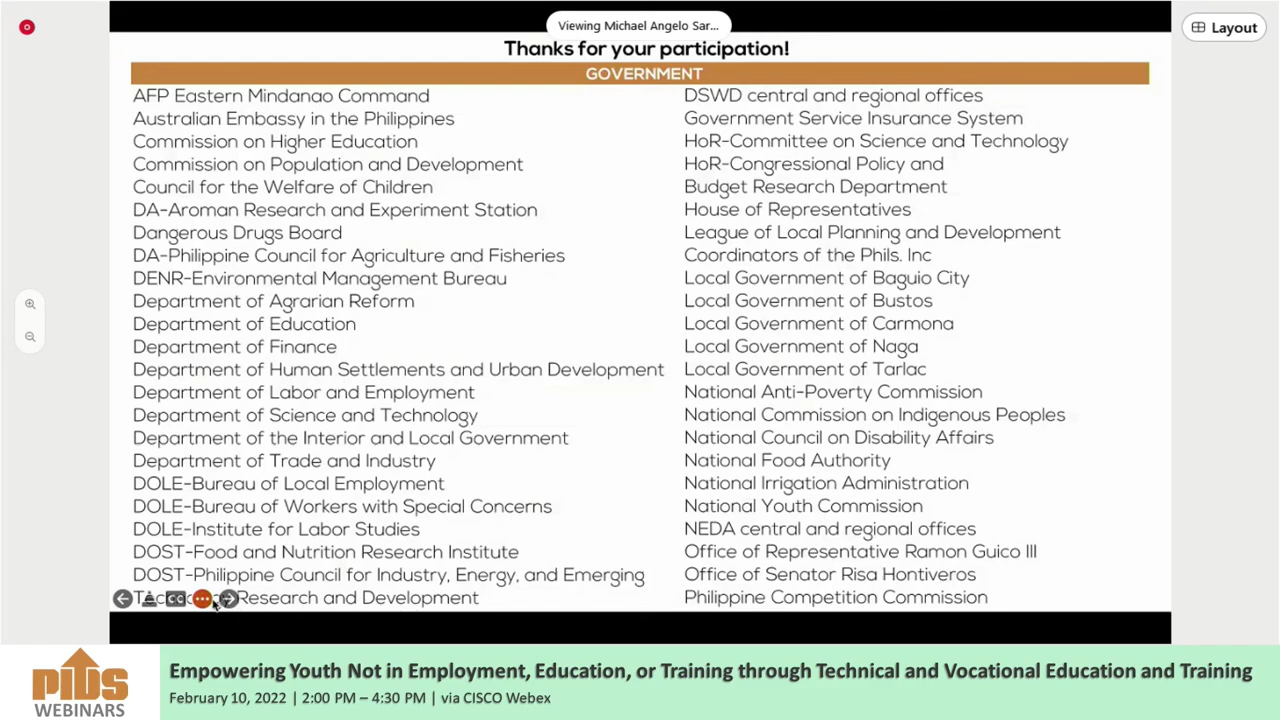 Viewing Michael Angelo Sar...
Layout
Thanks for your participation!
GOVERNMENT
AFP Eastern Mindanao Command
Australian Embassy in the Philippines
Commission on Higher Education
Commission on Population and Development
Council for the Welfare of Children
DA-Aroman Research and Experiment Station
Dangerous Drugs Board
DA-Philippine Council for Agriculture and Fisheries
DENR-Environmental Management Bureau
Department of Agrarian Reform
Department of Education
Department of Finance
Department of Human Settlements and Urban Development
Department of Labor and Employment
Department of Science and Technology
Department of the Interior and Local Government
Department of Trade and Industry
DOLE-Bureau of Local Employment
DOLE-Bureau of Workers with Special Concerns
DOLE-Institute for Labor Studies
DOST-Food and Nutrition Research Institute
DOST-Philippine Council for Industry, Energy, and Emerging
Research and Development
DSWD central and regional offices
Government Service Insurance System
HoR-Committee on Science and Technology
HoR-Congressional Policy and
Budget Research Department
House of Representatives
League of Local Planning and Development
Coordinators of the Phils. Inc
Local Government of Baguio City
Local Government of Bustos
Local Government of Carmona
Local Government of Naga
Local Government of Tarlac
National Anti-Poverty Commission
National Commission on Indigenous Peoples
National Council on Disability Affairs
National Food Authority
National Irrigation Administration
National Youth Commission
NEDA central and regional offices
Office of Representative Ramon Guico III
Office of Senator Risa Hontiveros
Philippine Competition Commission
PIDS
WEBINARS
Empowering Youth Not in Employment, Education, or Training through Technical and Vocational Education and Training
February 10, 2022 | 2:00 PM – 4:30 PM | via CISCO Webex